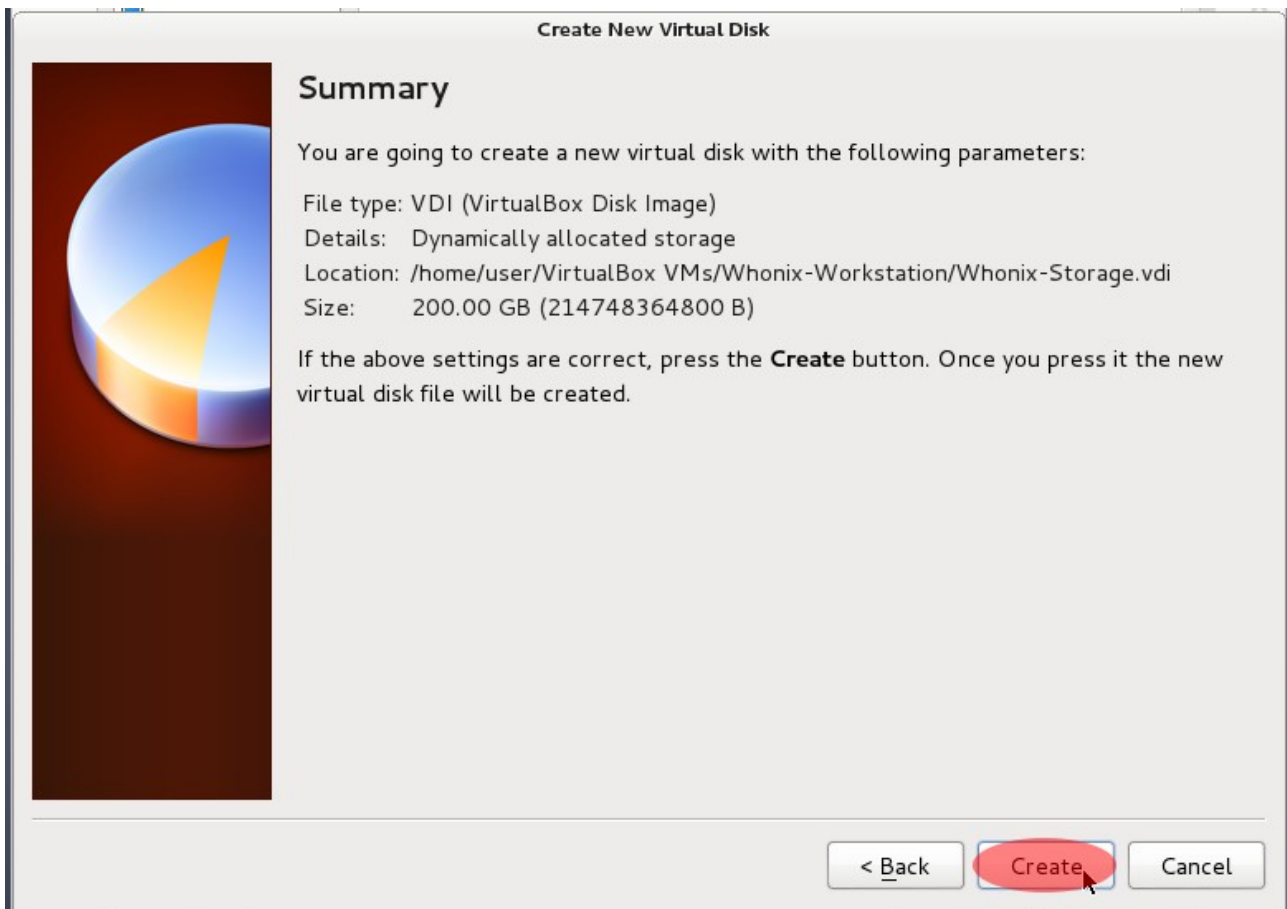 Create New Virtual Disk
Summary
You are going to create a new virtual disk with the following parameters:
File type: VDI (VirtualBox Disk Image)
Details: Dynamically allocated storage
Location: /home/user/VirtualBox VMs/Whonix-Workstation/Whonix-Storage.vdi
Size: 200.00 GB (214748364800 B)
If the above settings are correct, press the Create button. Once you press it the new
virtual disk file will be created.
< Back Create Cancel